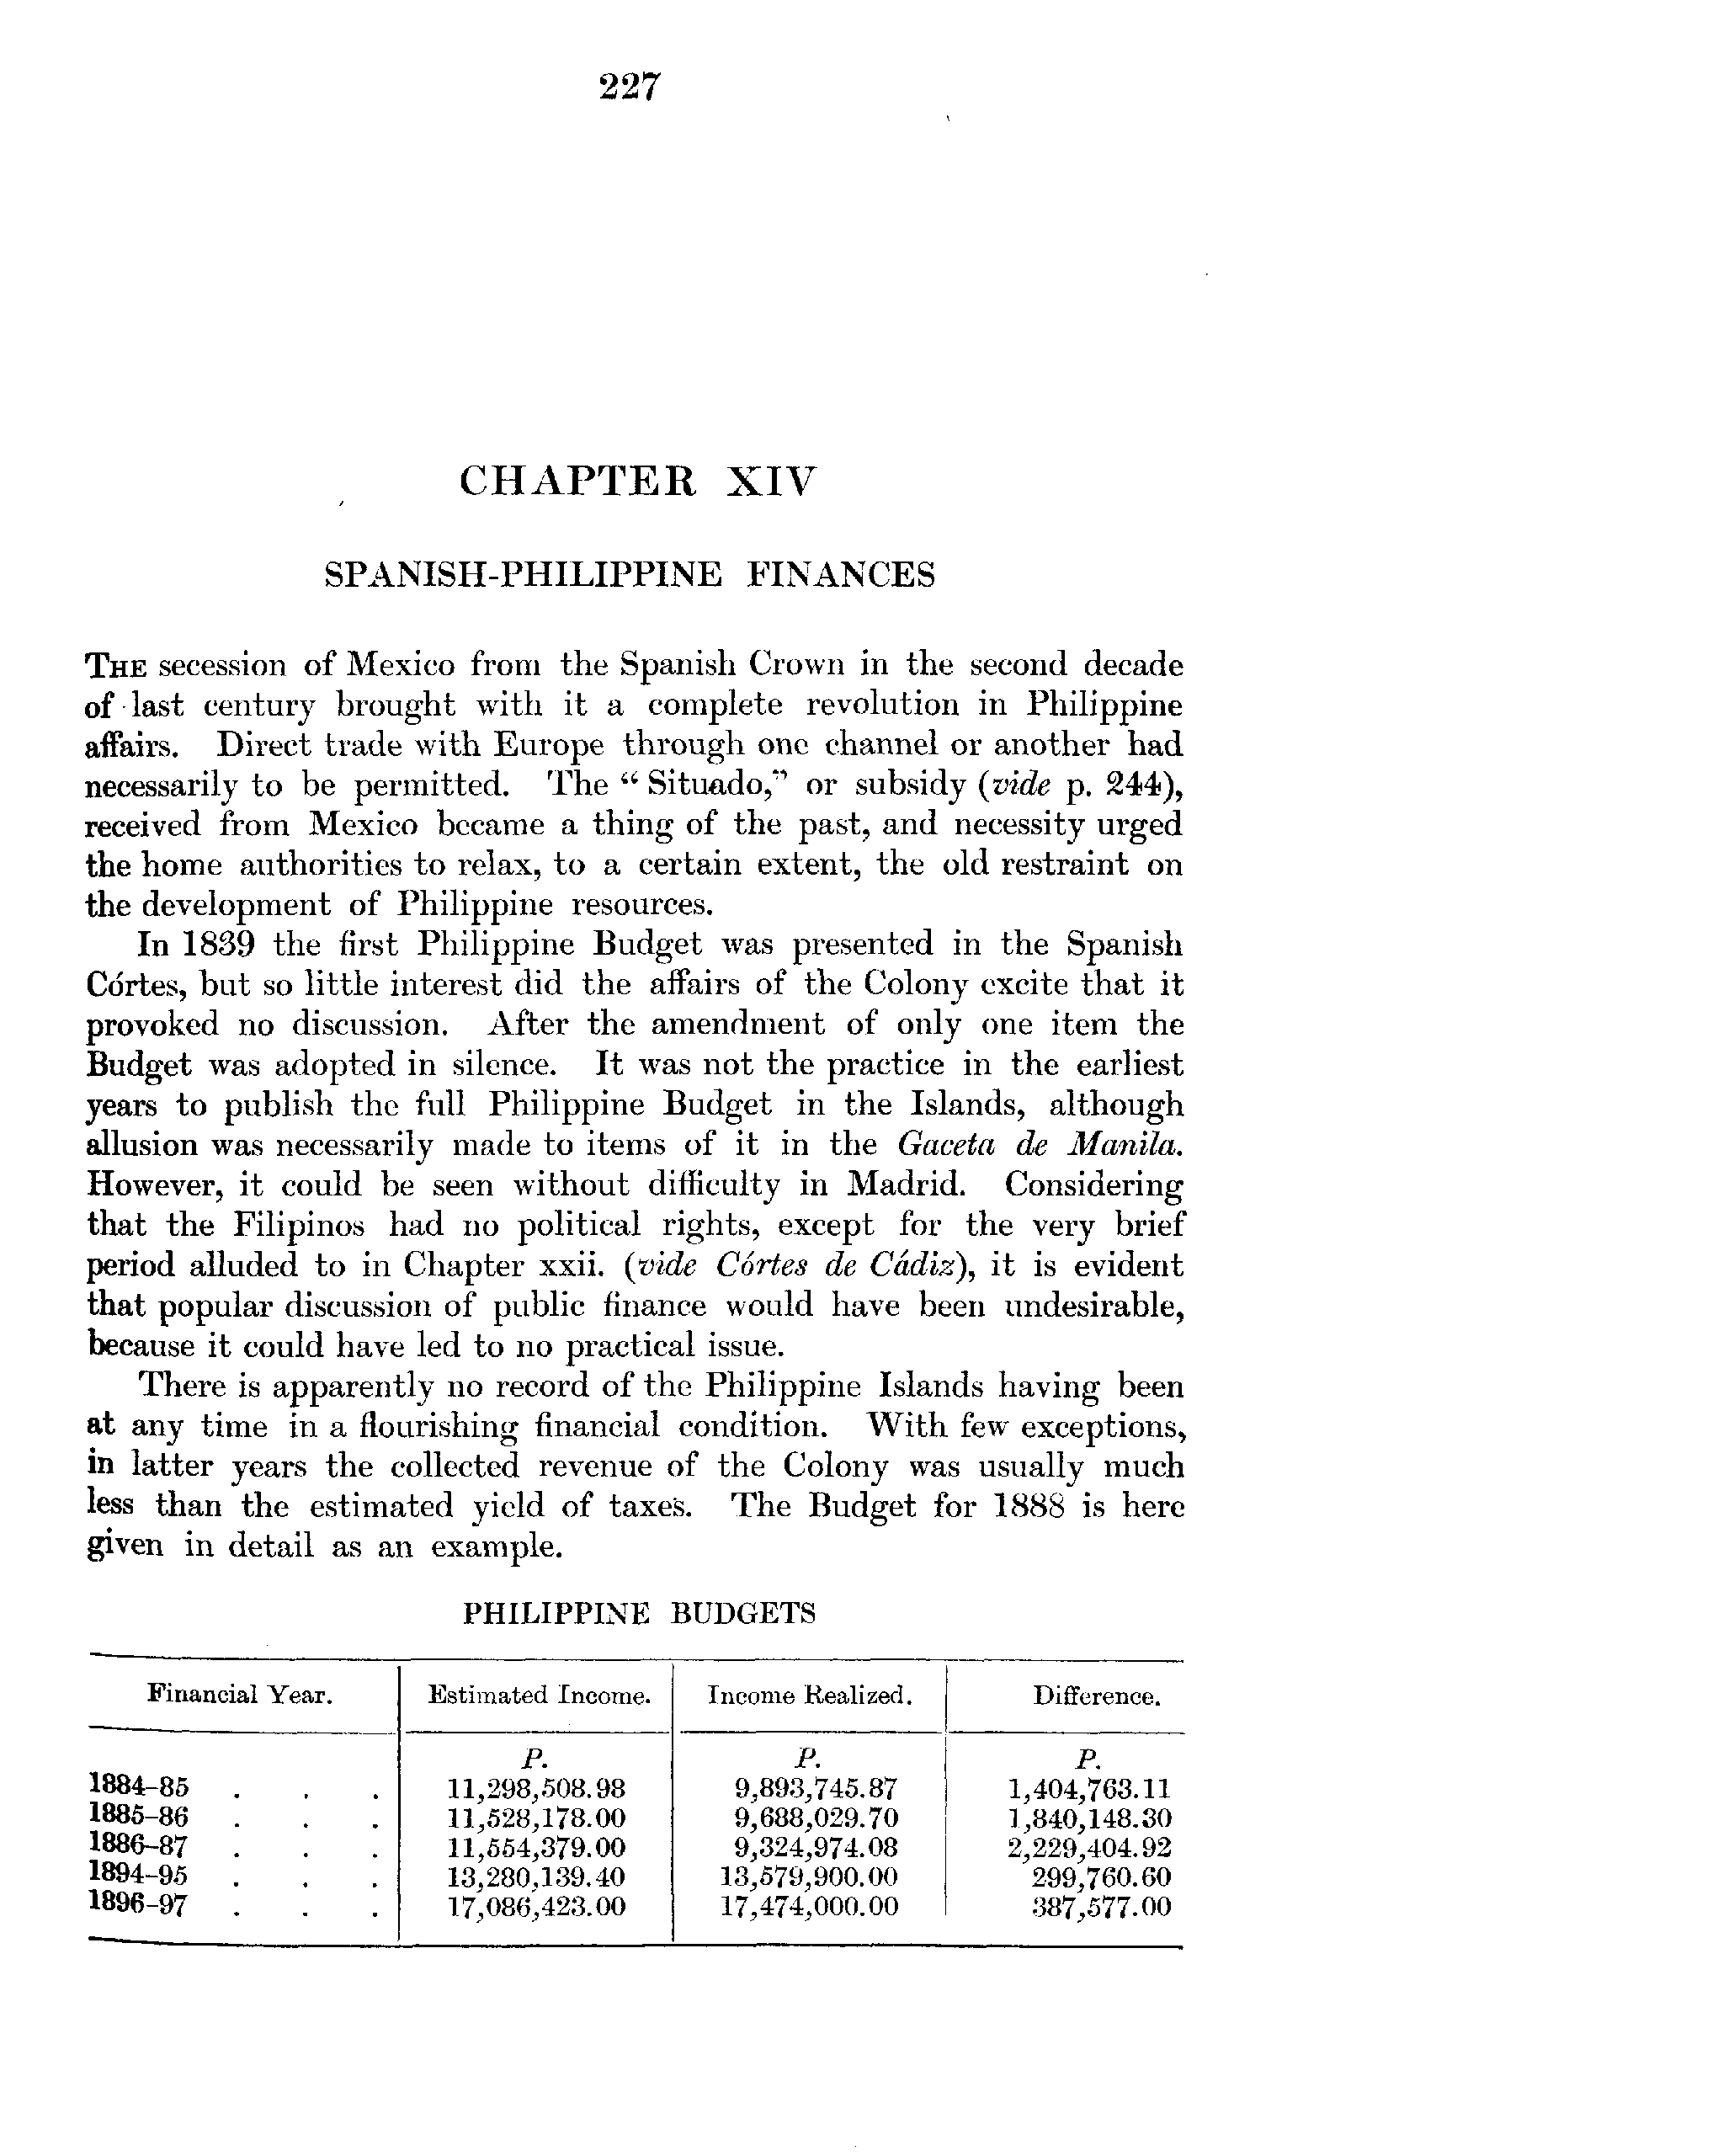 227
CHAPTER XIV
SPANISH-PHILIPPINE FINANCES
THE secession of Mexico from the Spanish Crown in the second decade
of last century brought with it a complete revolution in Philippine
affairs. Direct trade with Europe through one channel or another had
necessarily to be permitted. The “ Situado,” or subsidy (vide p. 244),
received from Mexico became a thing of the past, and necessity urged
the home authorities to relax, to a certain extent, the old restraint on
the development of Philippine resources.
In 1839 the first Philippine Budget was presented in the Spanish
Córtes, but so little interest did the affairs of the Colony excite that it
provoked no discussion. After the amendment of only one item the
Budget was adopted in silence. It was not the practice in the earliest
years to publish the full Philippine Budget in the Islands, although
allusion was necessarily made to items of it in the Gaceta de Manila.
However, it could be seen without difficulty in Madrid. Considering
that the Filipinos had no political rights, except for the very brief
period alluded to in Chapter xxii. (vide Córtes de Cádiz), it is evident
that popular discussion of public finance would have been undesirable,
because it could have led to no practical issue.
There is apparently no record of the Philippine Islands having been
at any time in a flourishing financial condition. With few exceptions,
in latter years the collected revenue of the Colony was usually much
less than the estimated yield of taxes. The Budget for 1888 is here
given in detail as an example.
PHILIPPINE BUDGETS
Financial Year. Estimated Income. Income Realized. Difference.
P. P. P.
1884–85 . . . 11,298,508.98 9,893,745.87 1,404,763.11
1885–86 . . . 11,528,178.00 9,688,029.70 1,840,148.30
1886–87 . . . 11,554,379.00 9,324,974.08 2,229,404.92
1894–95 . . . 13,280,139.40 13,579,900.00 299,760.60
1896–97 . . . 17,086,423.00 17,474,000.00 387,577.00